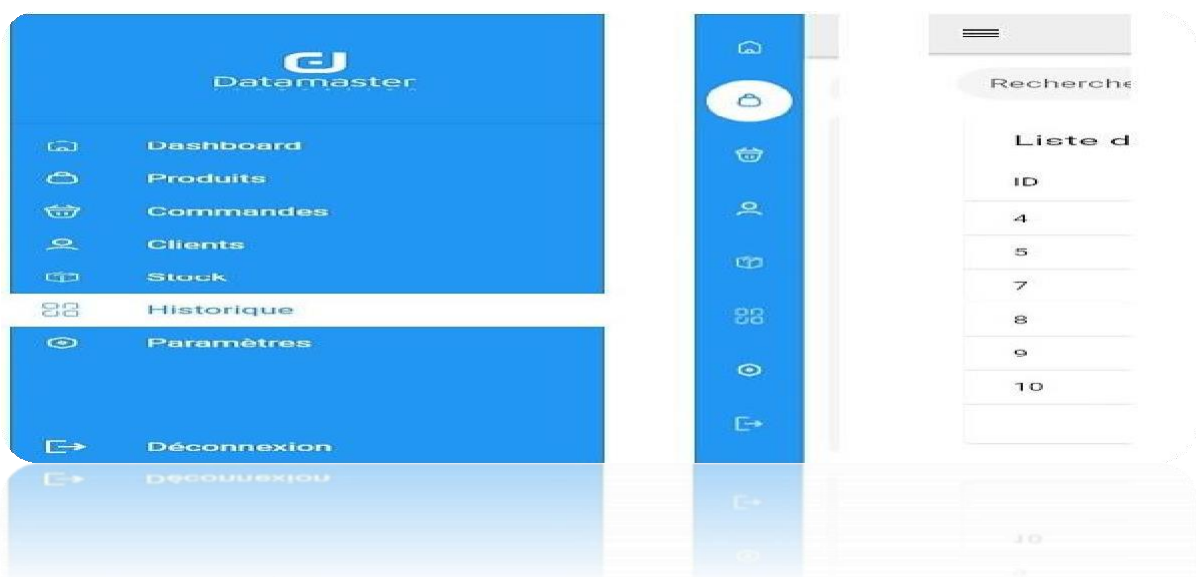 Datamaster
Dashboard
Produits
Commandes
Clients
Stock
Historique
Paramètres
Déconnexion
Recherche
Liste d
ID
4
5
7
8
9
10